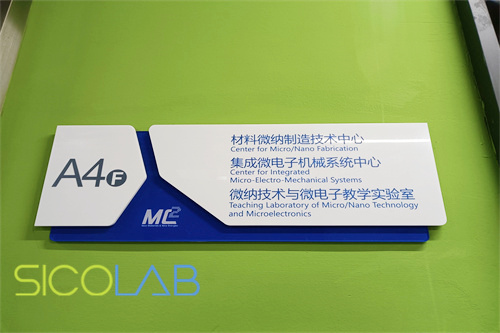 A4F
材料微纳制造技术中心
Center for Micro/Nano Fabrication
集成微电子机械系统中心
Center for Integrated
Micro-Electro-Mechanical Systems
微纳技术与微电子教学实验室
Teaching Laboratory of Micro/Nano Technology
and Microelectronics
MC2
SICOLAB